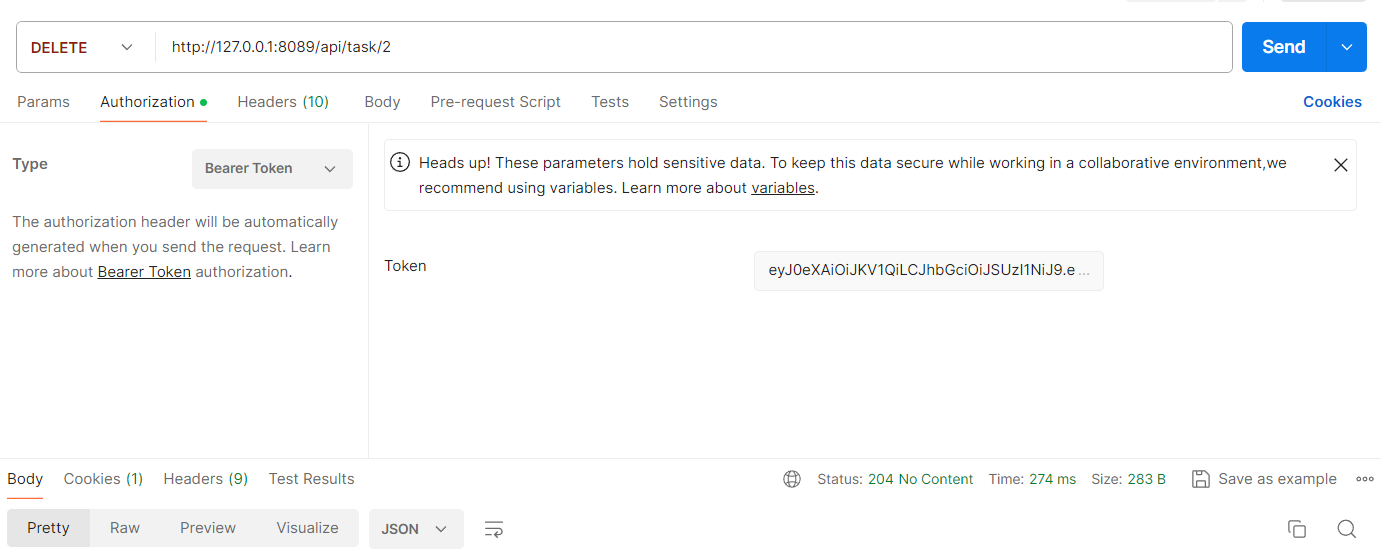 DELETE http://127.0.0.1:8089/api/task/2 Send
Params Authorization Headers (10) Body Pre-request Script Tests Settings Cookies
Type Bearer Token
The authorization header will be automatically
generated when you send the request. Learn
more about Bearer Token authorization.
Heads up! These parameters hold sensitive data. To keep this data secure while working in a collaborative environment,we
recommend using variables. Learn more about variables.
Token eyJ0eXAiOiJKV1QiLCJhbGciOiJSUzI1NiJ9.e ...
Body Cookies (1) Headers (9) Test Results Status: 204 No Content Time: 274 ms Size: 283 B Save as example
Pretty Raw Preview Visualize JSON